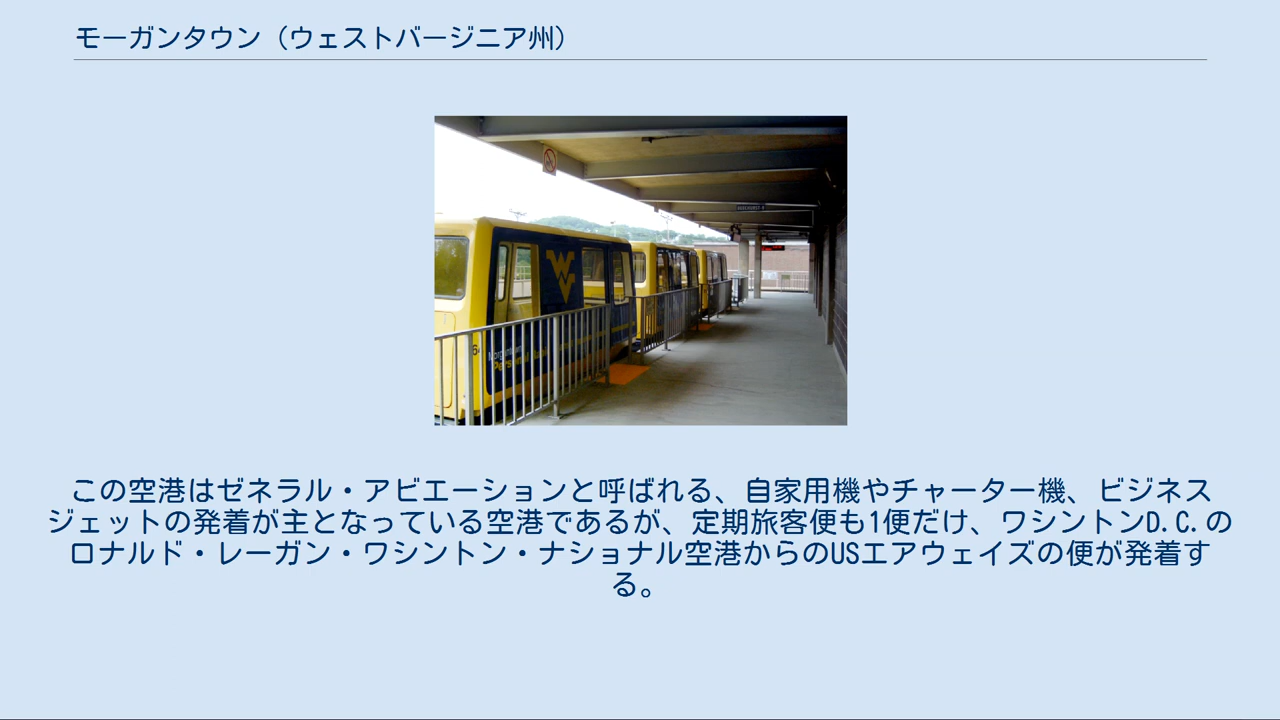 モーガンタウン（ウェストバージニア州）
WV
この空港はゼネラル・アビエーションと呼ばれる、自家用機やチャーター機、ビジネス
ジェットの発着が主となっている空港であるが、定期旅客便も1便だけ、ワシントンD.C.の
ロナルド・レーガン・ワシントン・ナショナル空港からのUSエアウェイズの便が発着す
る。